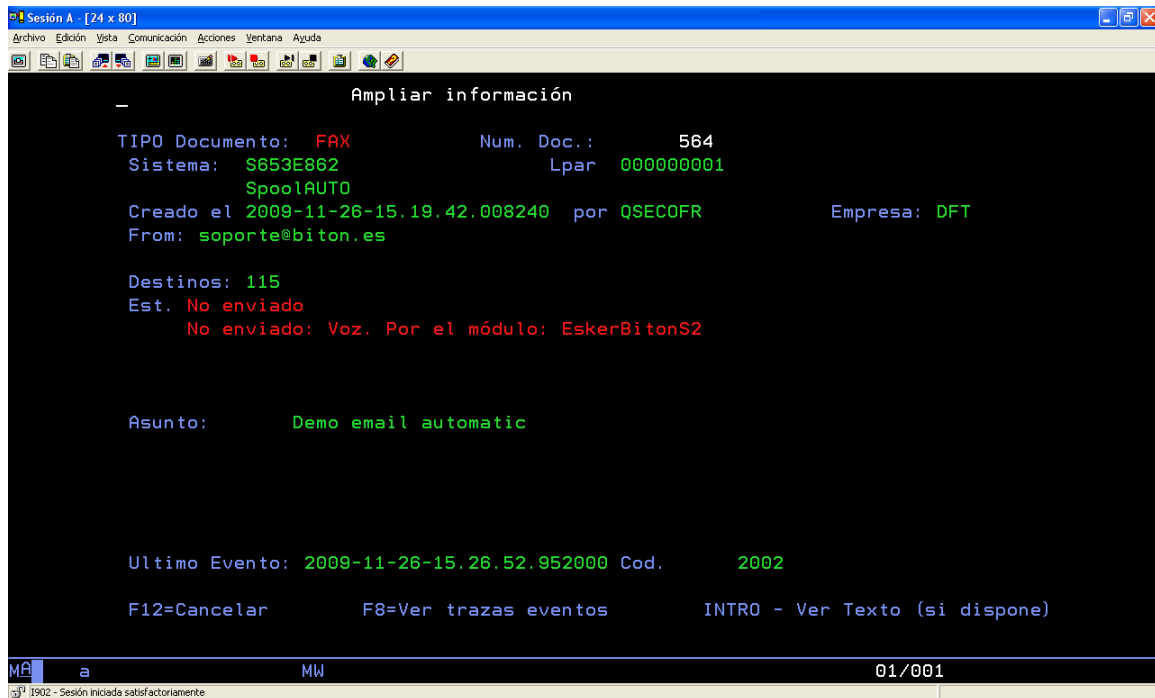 Sesión A - [24 x 80]
Archivo Edición Vista Comunicación Acciones Ventana Ayuda
_ Ampliar información
TIPO Documento: FAX Num. Doc.: 564
Sistema: S653E862 Lpar 000000001
SpoolAUTO
Creado el 2009-11-26-15.19.42.008240 por QSECOFR Empresa: DFT
From: soporte@biton.es
Destinos: 115
Est. No enviado
No enviado: Voz. Por el módulo: EskerBitonS2
Asunto: Demo email automatic
Ultimo Evento: 2009-11-26-15.26.52.952000 Cod. 2002
F12=Cancelar F8=Ver trazas eventos INTRO - Ver Texto (si dispone)
MA a MW 01/001
I902 - Sesión iniciada satisfactoriamente